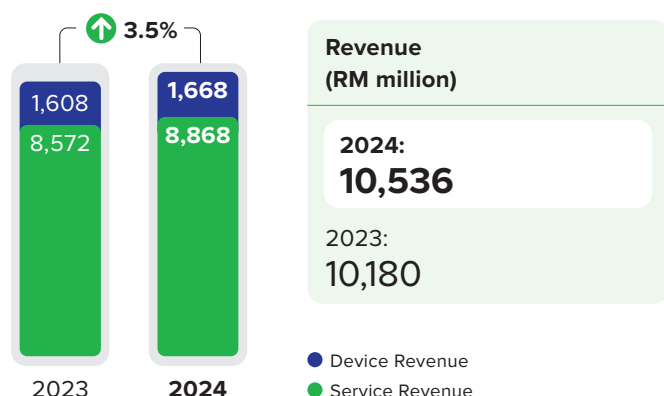 3.5%
1,608
8,572
1,668
8,868
2023
2024
Revenue
(RM million)
2024:
10,536
2023:
10,180
Device Revenue
Service Revenue